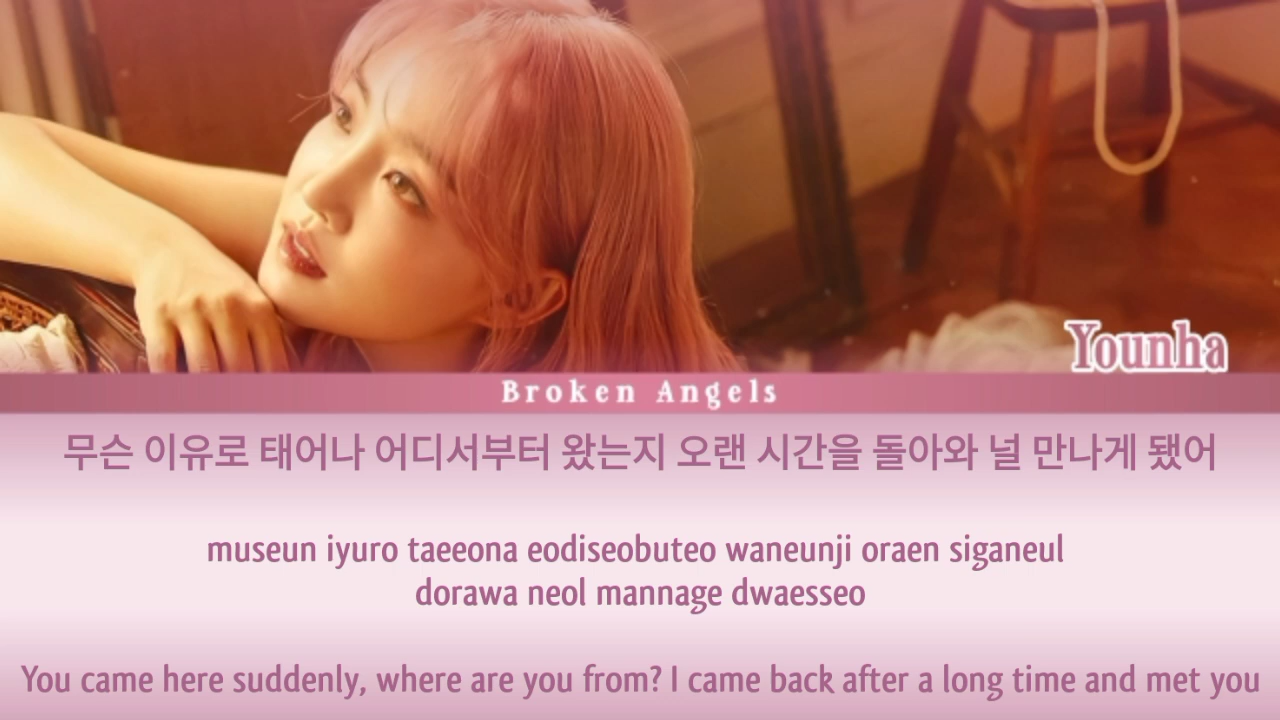 Younha
Broken Angels
무슨 이유로 태어나 어디서부터 왔는지 오랜 시간을 돌아와 널 만나게 됐어
museun iyuro taeeona eodiseobuteo waneunji oraen siganeul
dorawa neol mannage dwaesseo
You came here suddenly, where are you from? I came back after a long time and met you